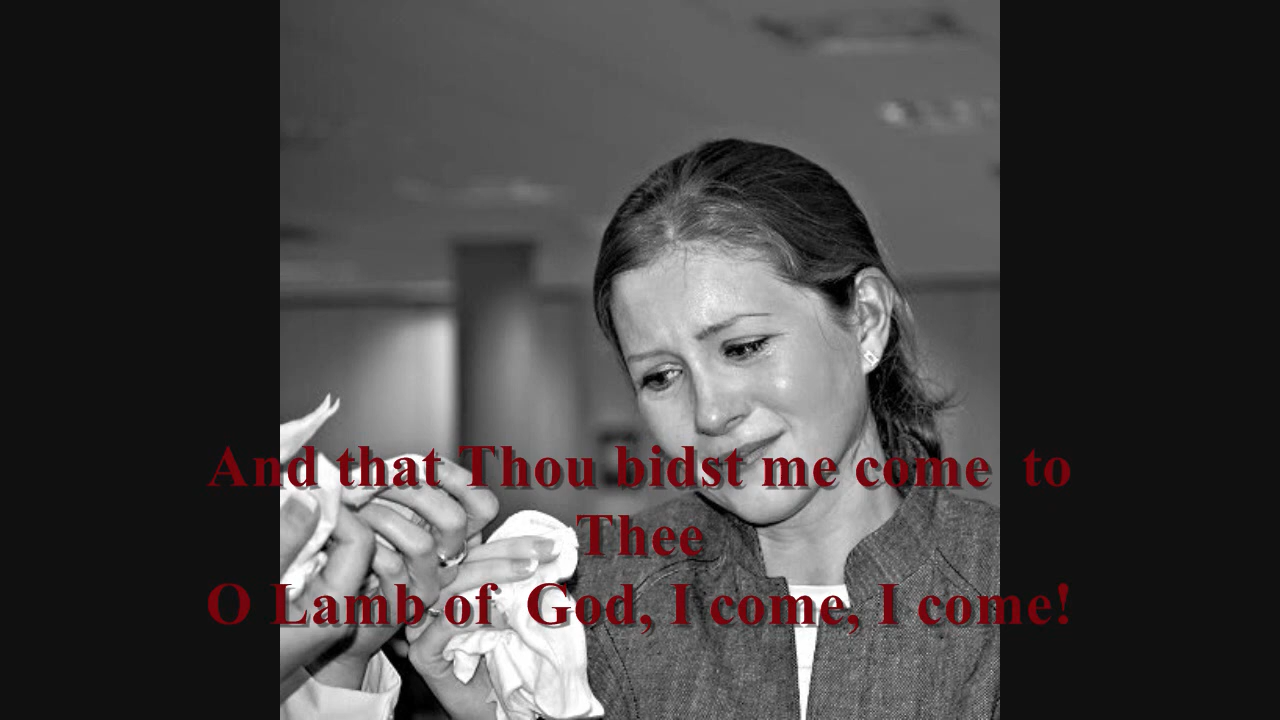 And that Thou bidst me come to
Thee
O Lamb of God, I come, I come!